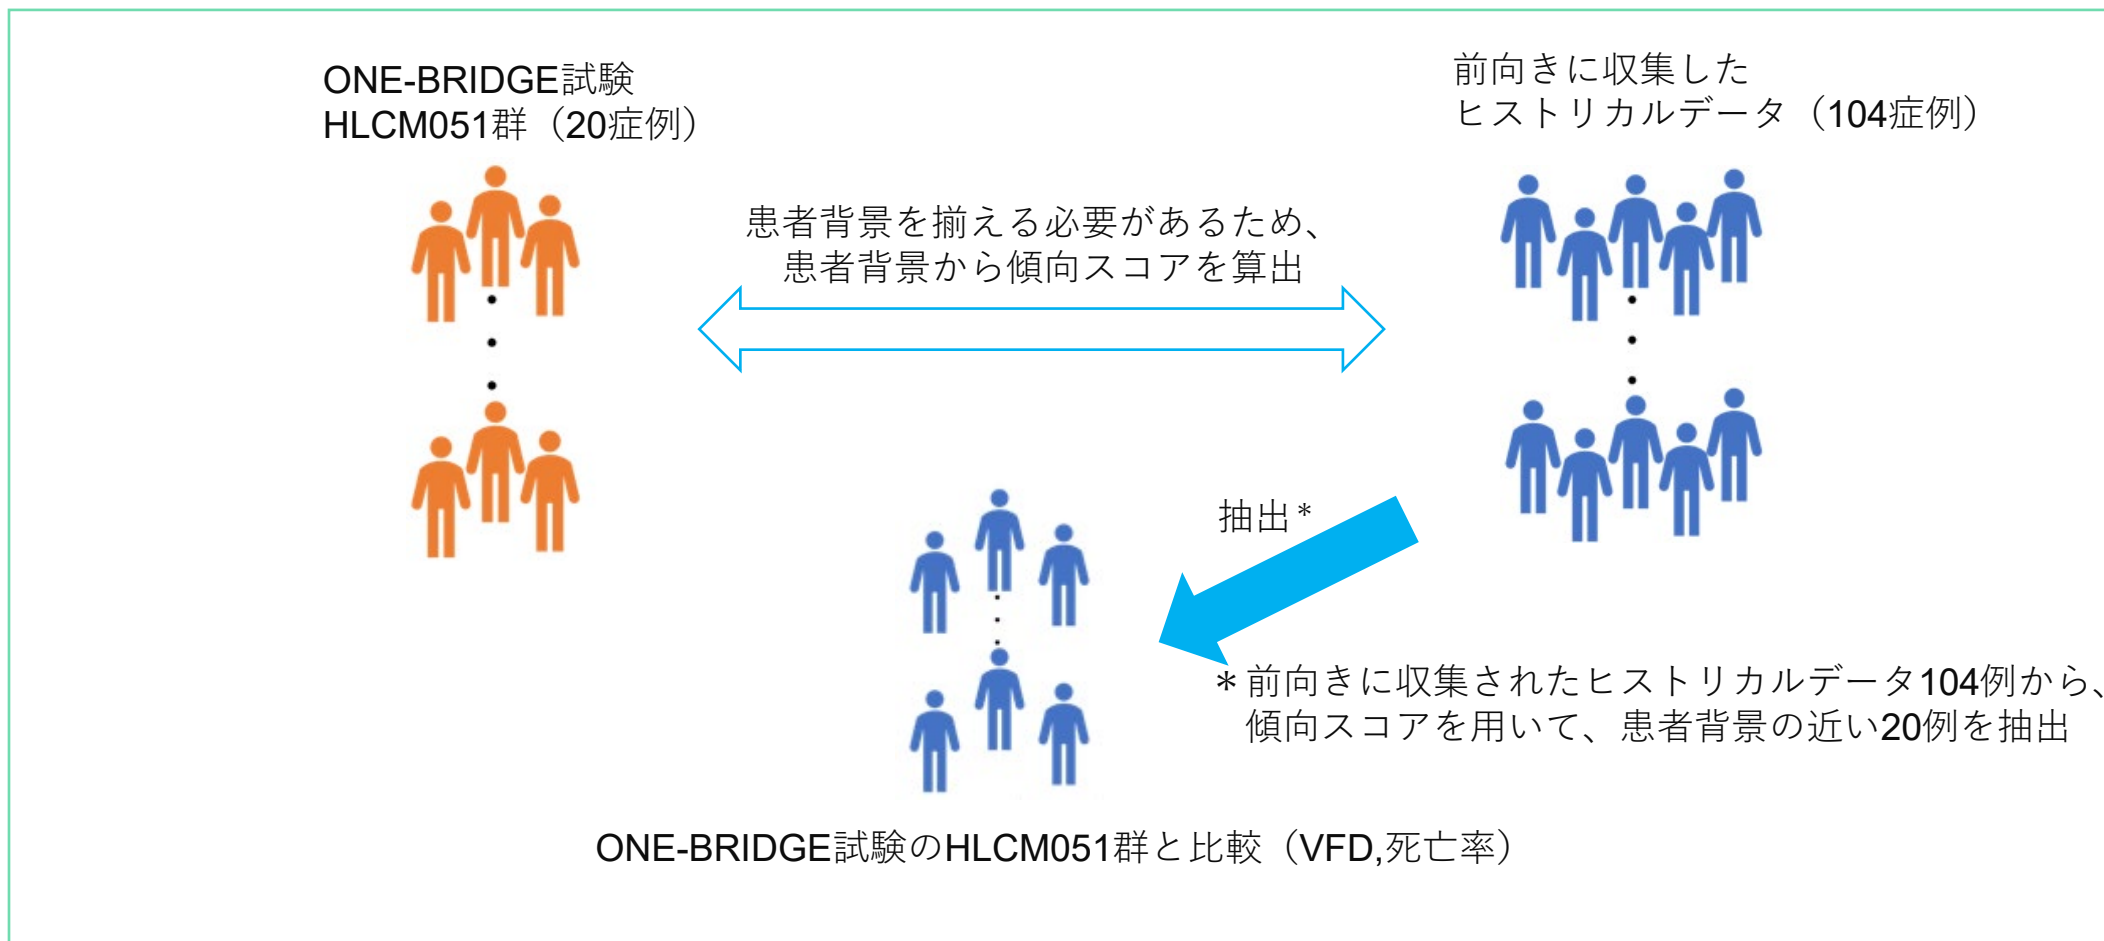 ONE-BRIDGE試験
HLCM051群（20症例）
前向きに収集した
ヒストリカルデータ（104症例）
患者背景を揃える必要があるため、
患者背景から傾向スコアを算出
抽出*
*前向きに収集されたヒストリカルデータ104例から、
傾向スコアを用いて、患者背景の近い20例を抽出
ONE-BRIDGE試験のHLCM051群と比較（VFD,死亡率）